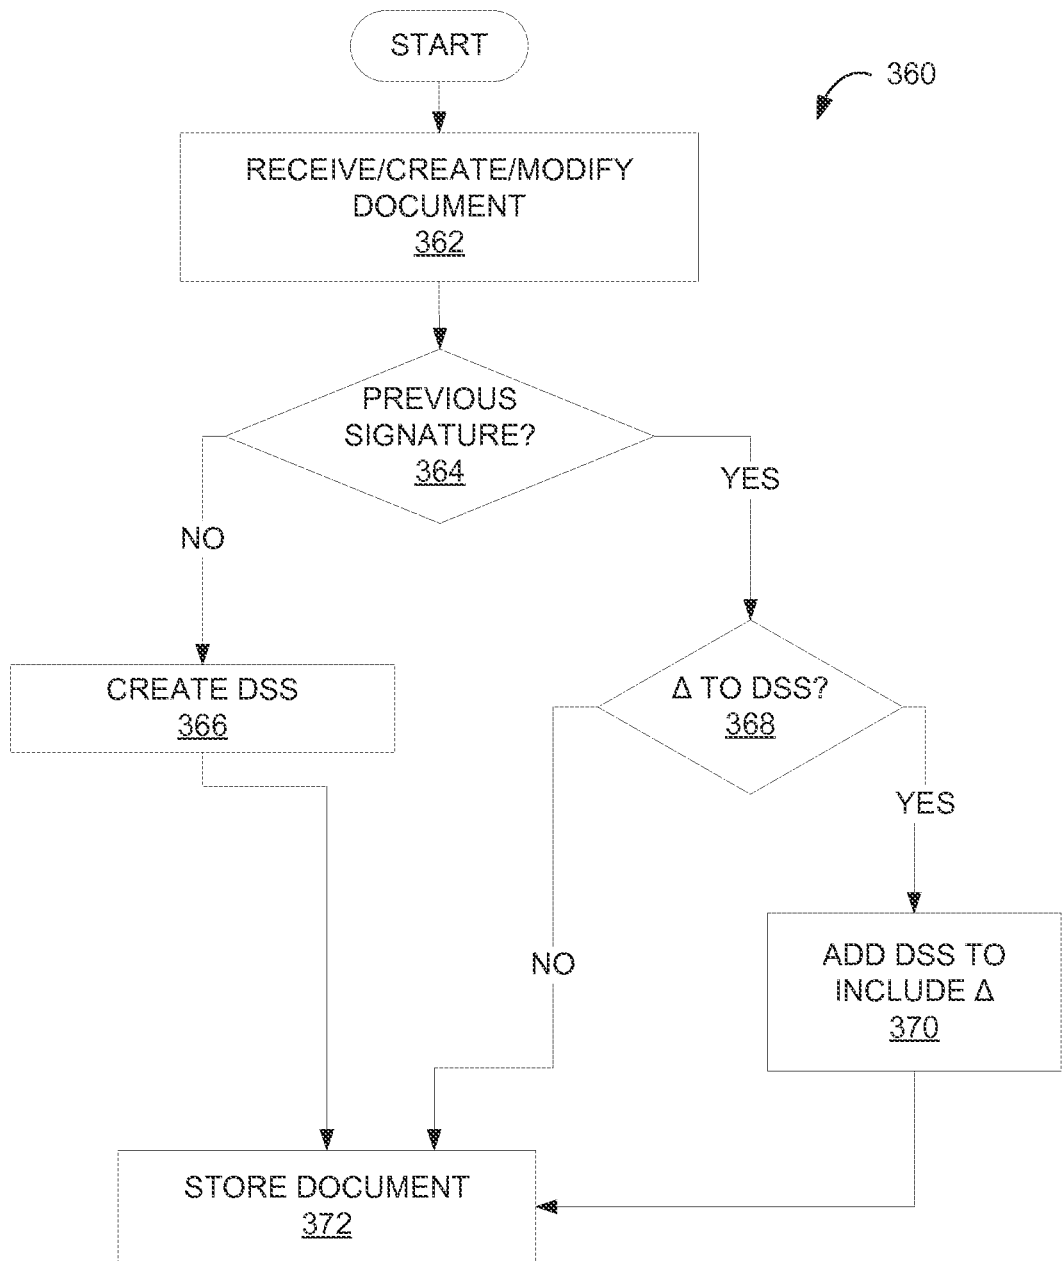 START
360
RECEIVE/CREATE/MODIFY
DOCUMENT
362
PREVIOUS
SIGNATURE?
364
YES
NO
CREATE DSS
366
Δ TO DSS?
368
YES
NO
ADD DSS TO
INCLUDE Δ
370
STORE DOCUMENT
372